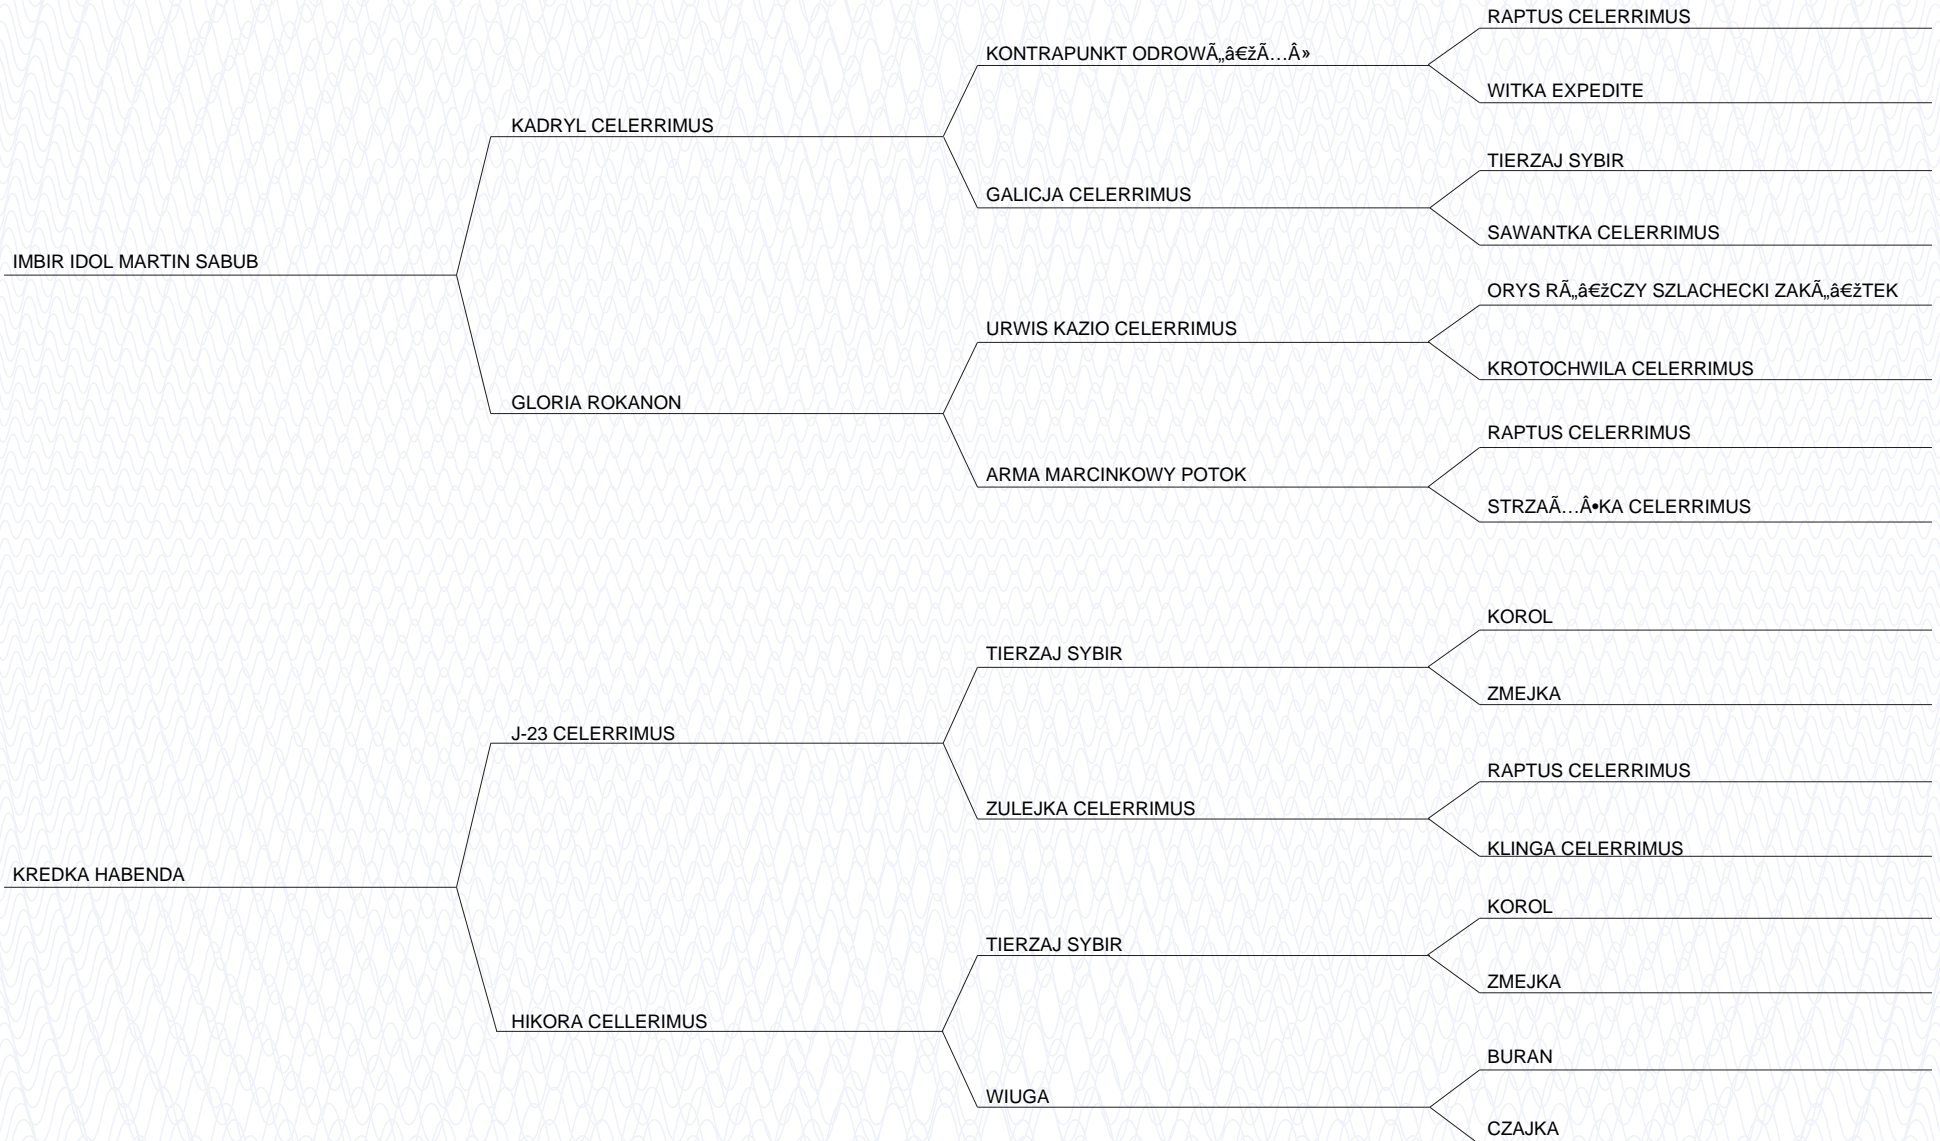 RAPTUS CELERRIMUS
KONTRAPUNKT ODROWÃ„â€žÃ…Â»
WITKA EXPEDITE
KADRYL CELERRIMUS
TIERZAJ SYBIR
GALICJA CELERRIMUS
SAWANTKA CELERRIMUS
IMBIR IDOL MARTIN SABUB
ORYS RÃ„â€žCZY SZLACHECKI ZAKÃ„â€žTEK
URWIS KAZIO CELERRIMUS
KROTOCHWILA CELERRIMUS
GLORIA ROKANON
RAPTUS CELERRIMUS
ARMA MARCINKOWY POTOK
STRZAÃ…Â•KA CELERRIMUS
KOROL
TIERZAJ SYBIR
ZMEJKA
J-23 CELERRIMUS
RAPTUS CELERRIMUS
ZULEJKA CELERRIMUS
KLINGA CELERRIMUS
KREDKA HABENDA
KOROL
TIERZAJ SYBIR
ZMEJKA
HIKORA CELLERIMUS
BURAN
WIUGA
CZAJKA